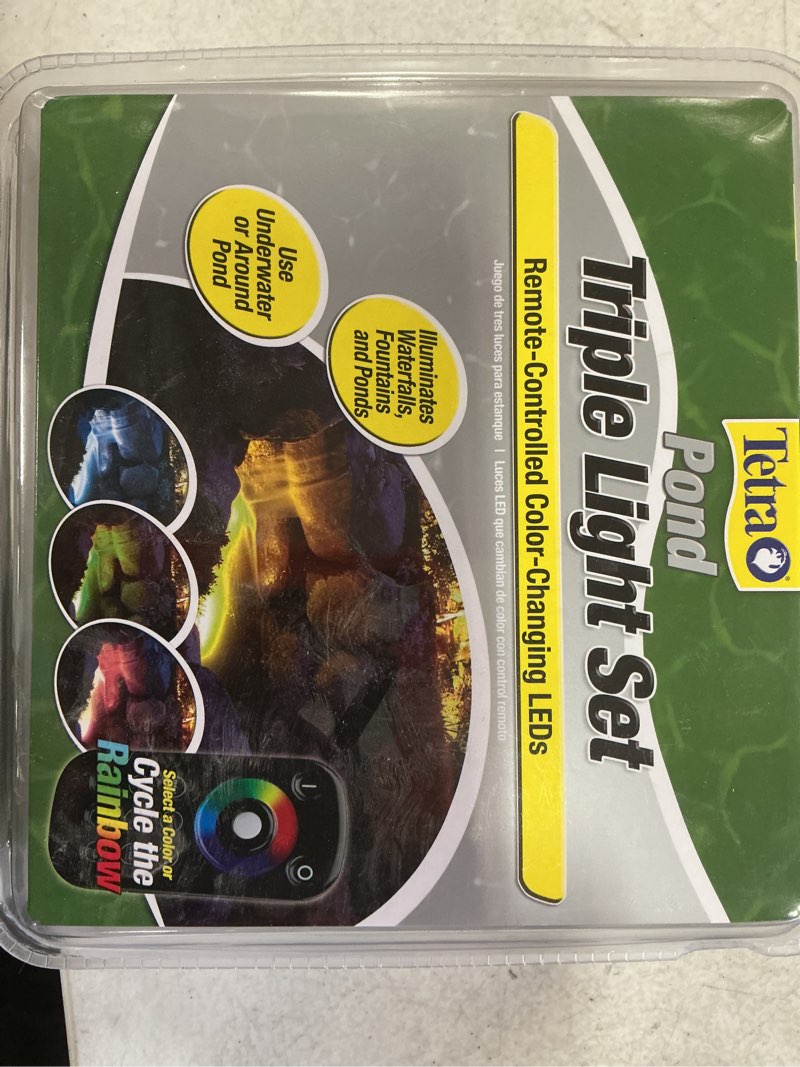 Tetra®
Pond
Triple Light Set
Remote-Controlled Color-Changing LEDs
Juego de tres luces para estanque | Luces LED que cambian de color con control remoto
Illuminates
Waterfalls,
Fountains
and Ponds
Use
Underwater
or Around
Pond
Select a Color or
Cycle the
Rainbow